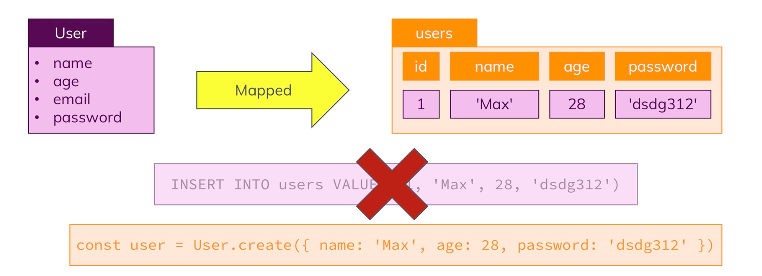 User
• name
• age
• email
• password
Mapped
users
id name age password
1 'Max' 28 'dsdg312'
INSERT INTO users VALUE 1, 'Max', 28, 'dsdg312')
const user = User.create({ name: 'Max', age: 28, password: 'dsdg312' })